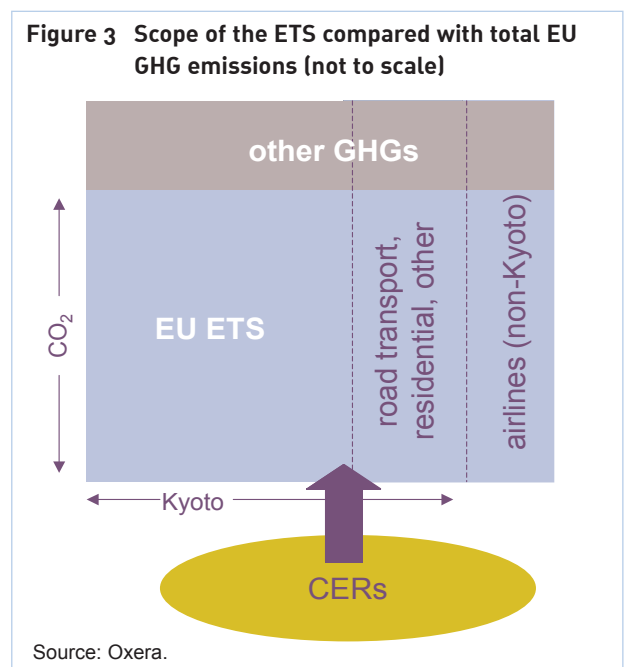 Figure 3 Scope of the ETS compared with total EU
GHG emissions (not to scale)
other GHGs
CO₂
EU ETS
road transport,
residential, other
airlines (non-Kyoto)
Kyoto
CERs
Source: Oxera.